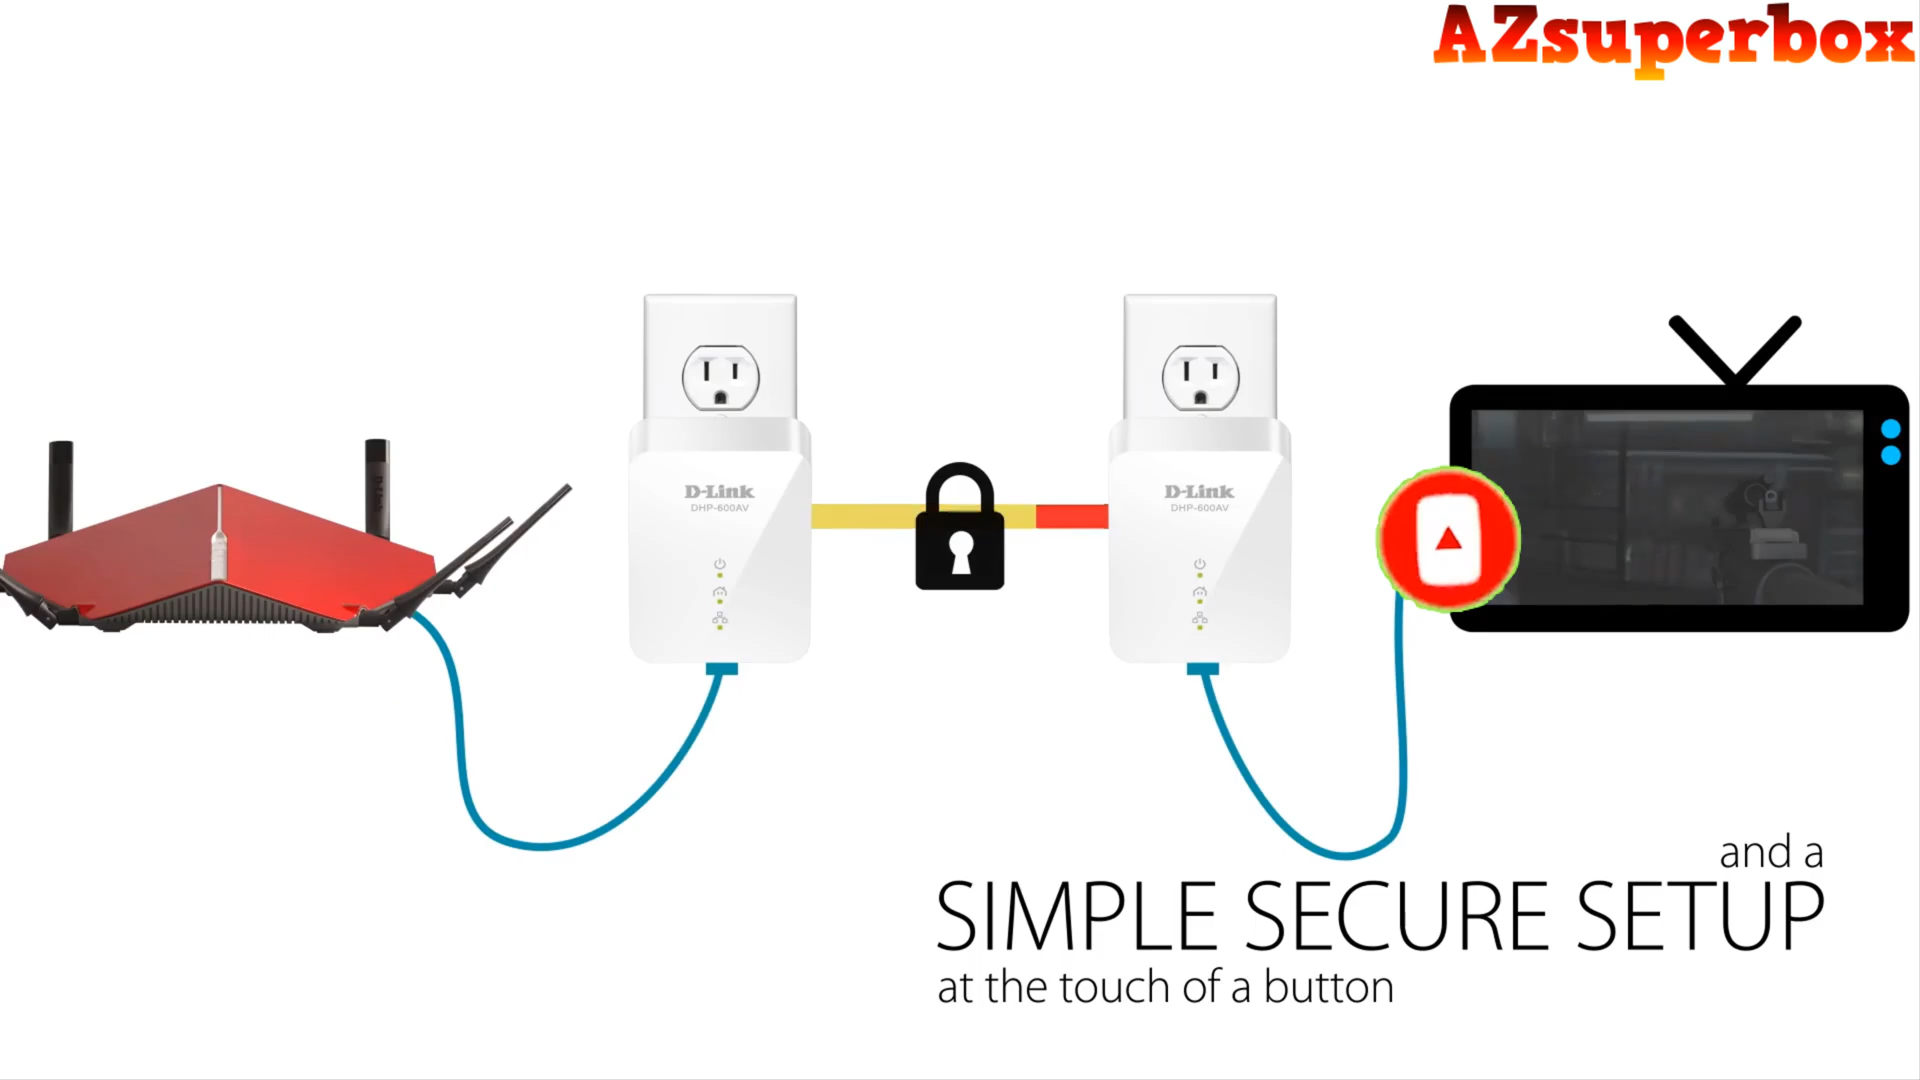 AZsuperbox
D-Link
DHP-600AV
D-Link
DHP-600AV
and a
SIMPLE SECURE SETUP
at the touch of a button